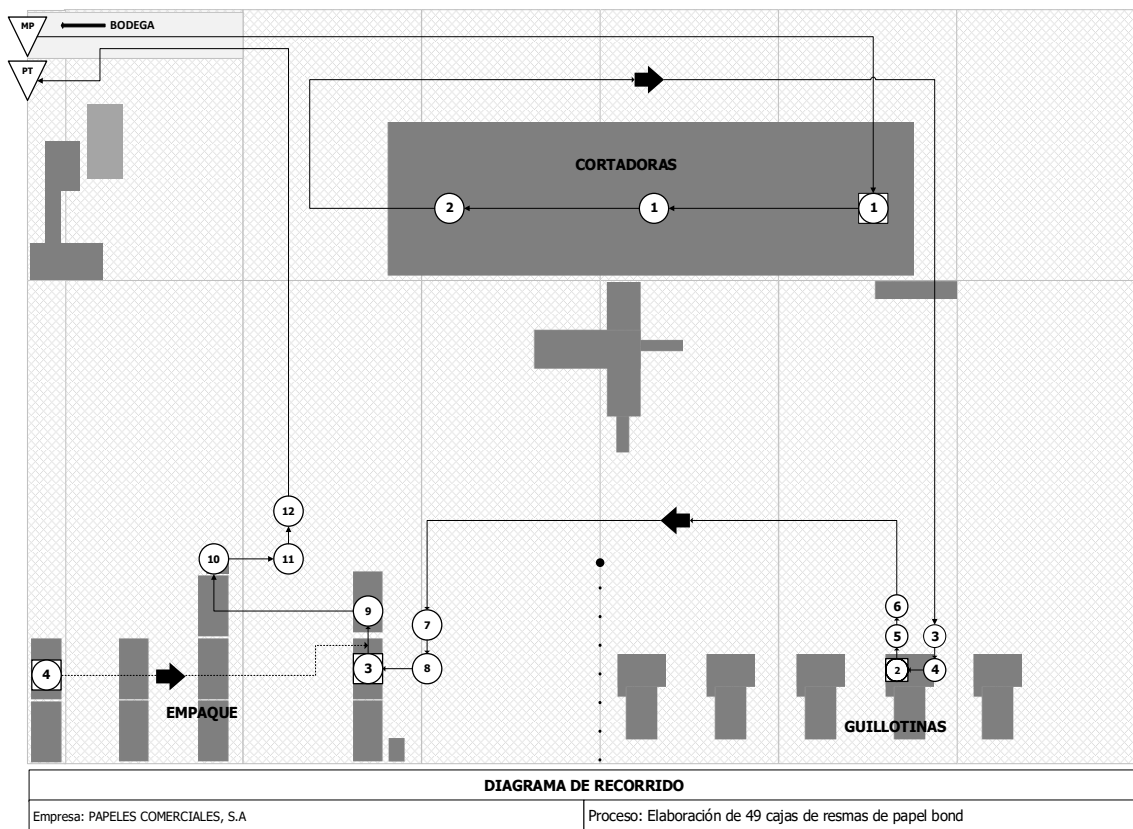 MP
BODEGA
PT
CORTADORAS
2
1
1
12
10
11
9
7
6
5
3
4
3
8
2
4
EMPAQUE
GUILLOTINAS
DIAGRAMA DE RECORRIDO
Empresa: PAPELES COMERCIALES, S.A
Proceso: Elaboración de 49 cajas de resmas de papel bond